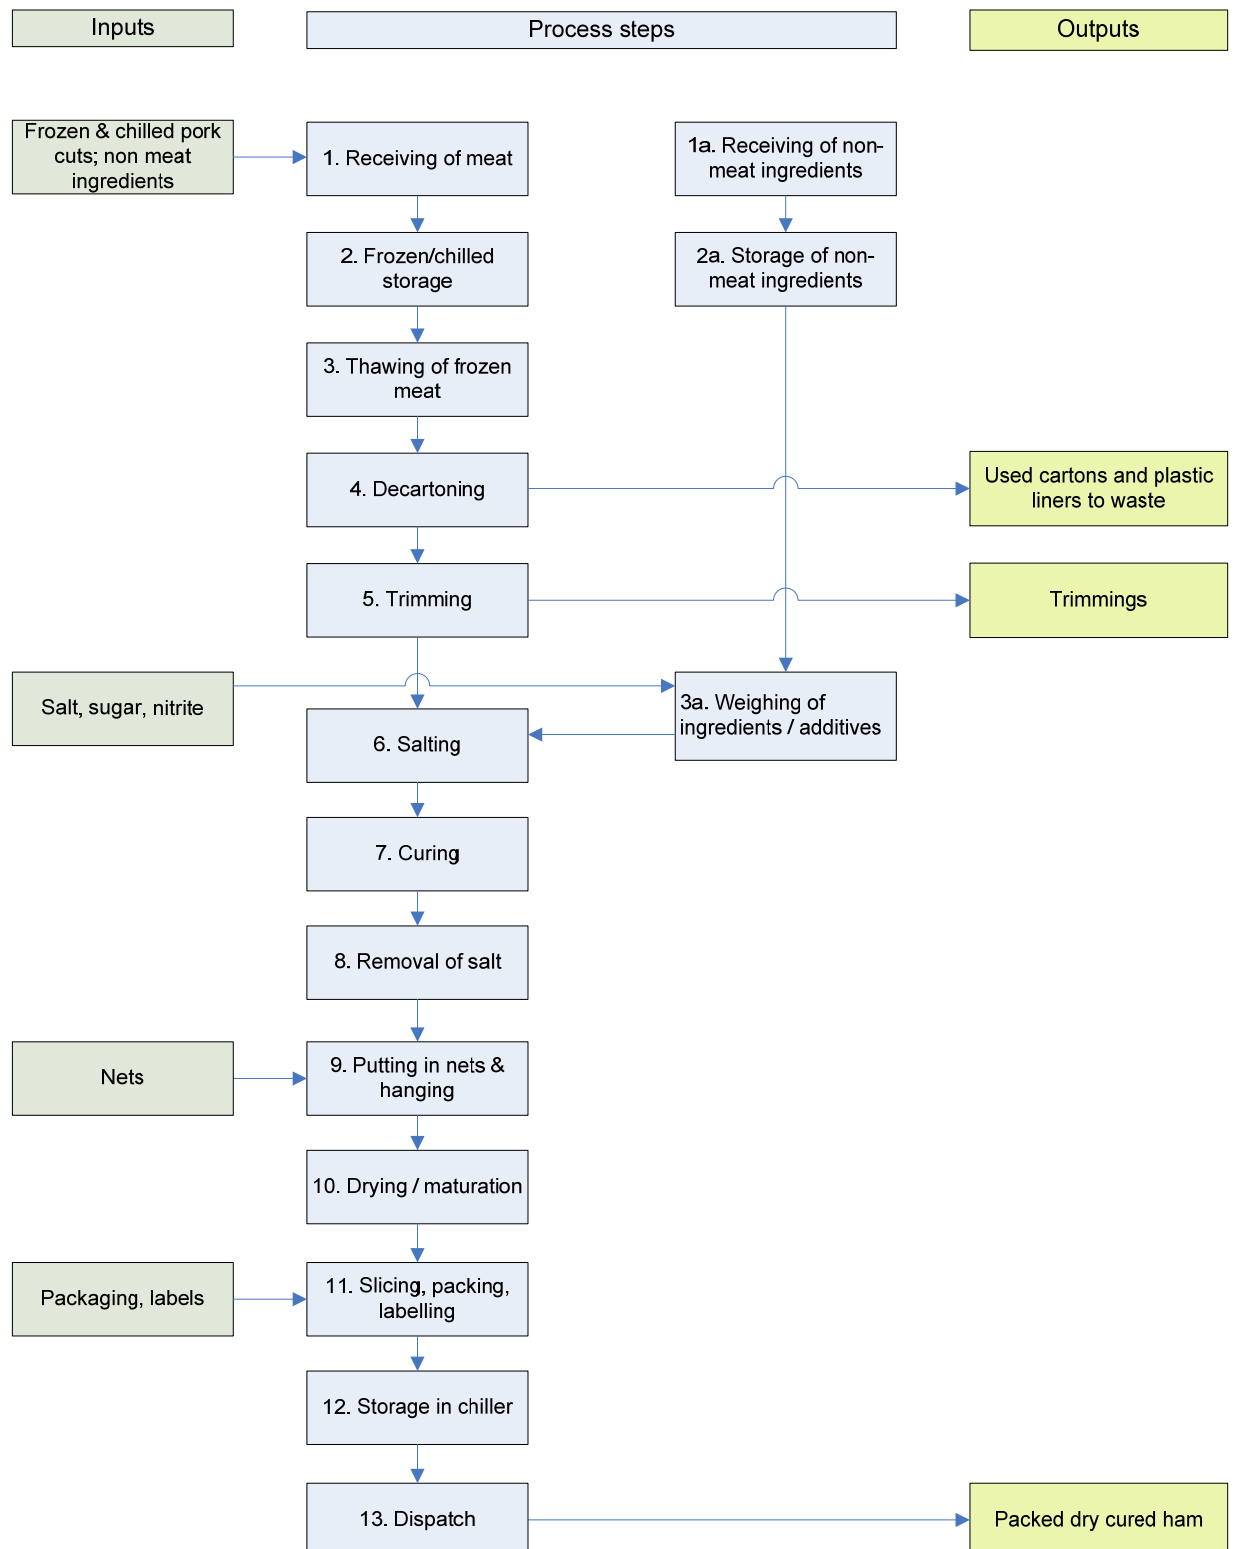 Inputs
Process steps
Outputs
Frozen & chilled pork
cuts; non meat
ingredients
1. Receiving of meat
1a. Receiving of non-
meat ingredients
2. Frozen/chilled
storage
2a. Storage of non-
meat ingredients
3. Thawing of frozen
meat
4. Decartoning
Used cartons and plastic
liners to waste
5. Trimming
Trimmings
Salt, sugar, nitrite
3a. Weighing of
ingredients / additives
6. Salting
7. Curing
8. Removal of salt
Nets
9. Putting in nets &
hanging
10. Drying / maturation
Packaging, labels
11. Slicing, packing,
labelling
12. Storage in chiller
13. Dispatch
Packed dry cured ham